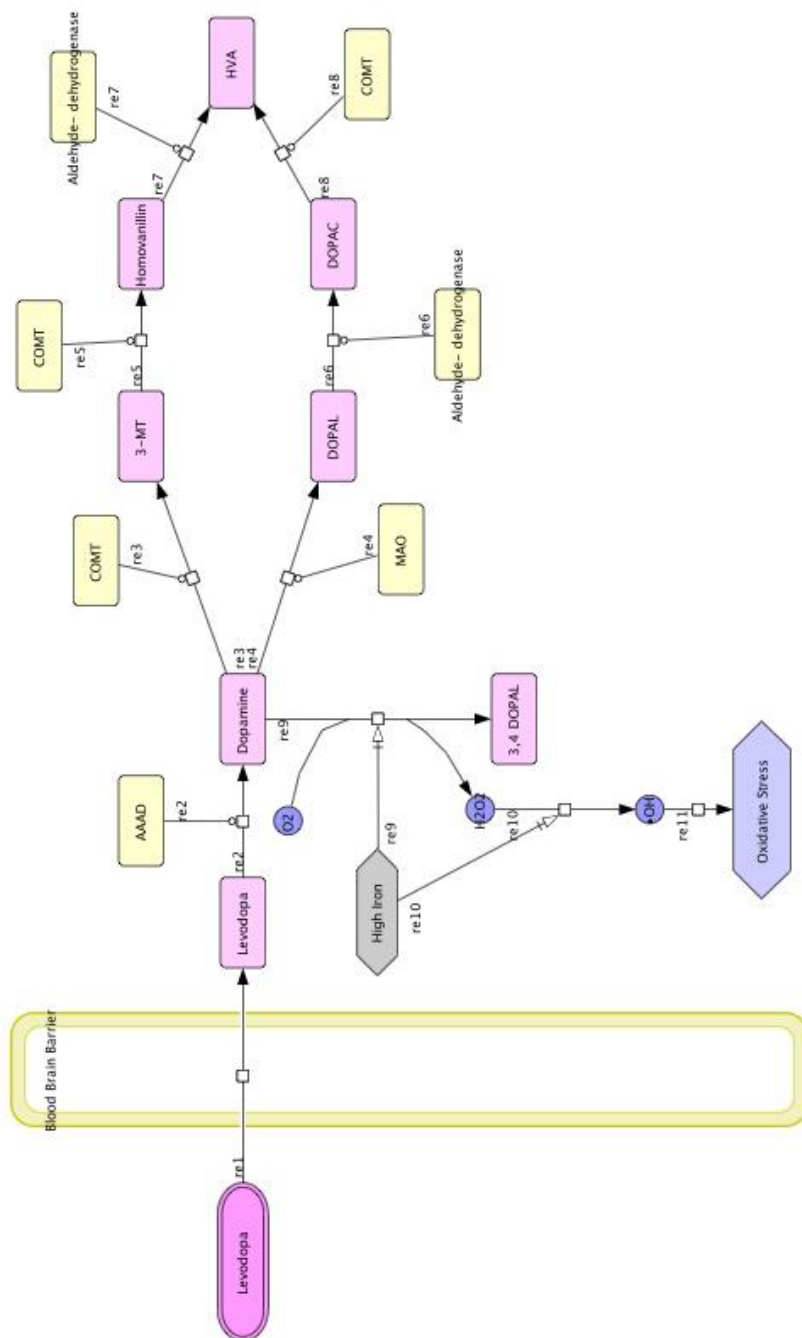 COMT
Blood Brain Barrier
Aldehyde- dehydrogenase
re5
COMT
re7
re3
re5
3-MT
Homovanillin
AAAD
re7
re2
HVA
re1
re2
re3
Levodopa
Levodopa
Dopamine
re4
re9
O2
re8
re8
re6
DOPAL
DOPAC
COMT
re4
High Iron
re9
MAO
re10
re6
Aldehyde- dehydrogenase
H2O2
re10
3,4 DOPAL
•OH
re11
Oxidative Stress